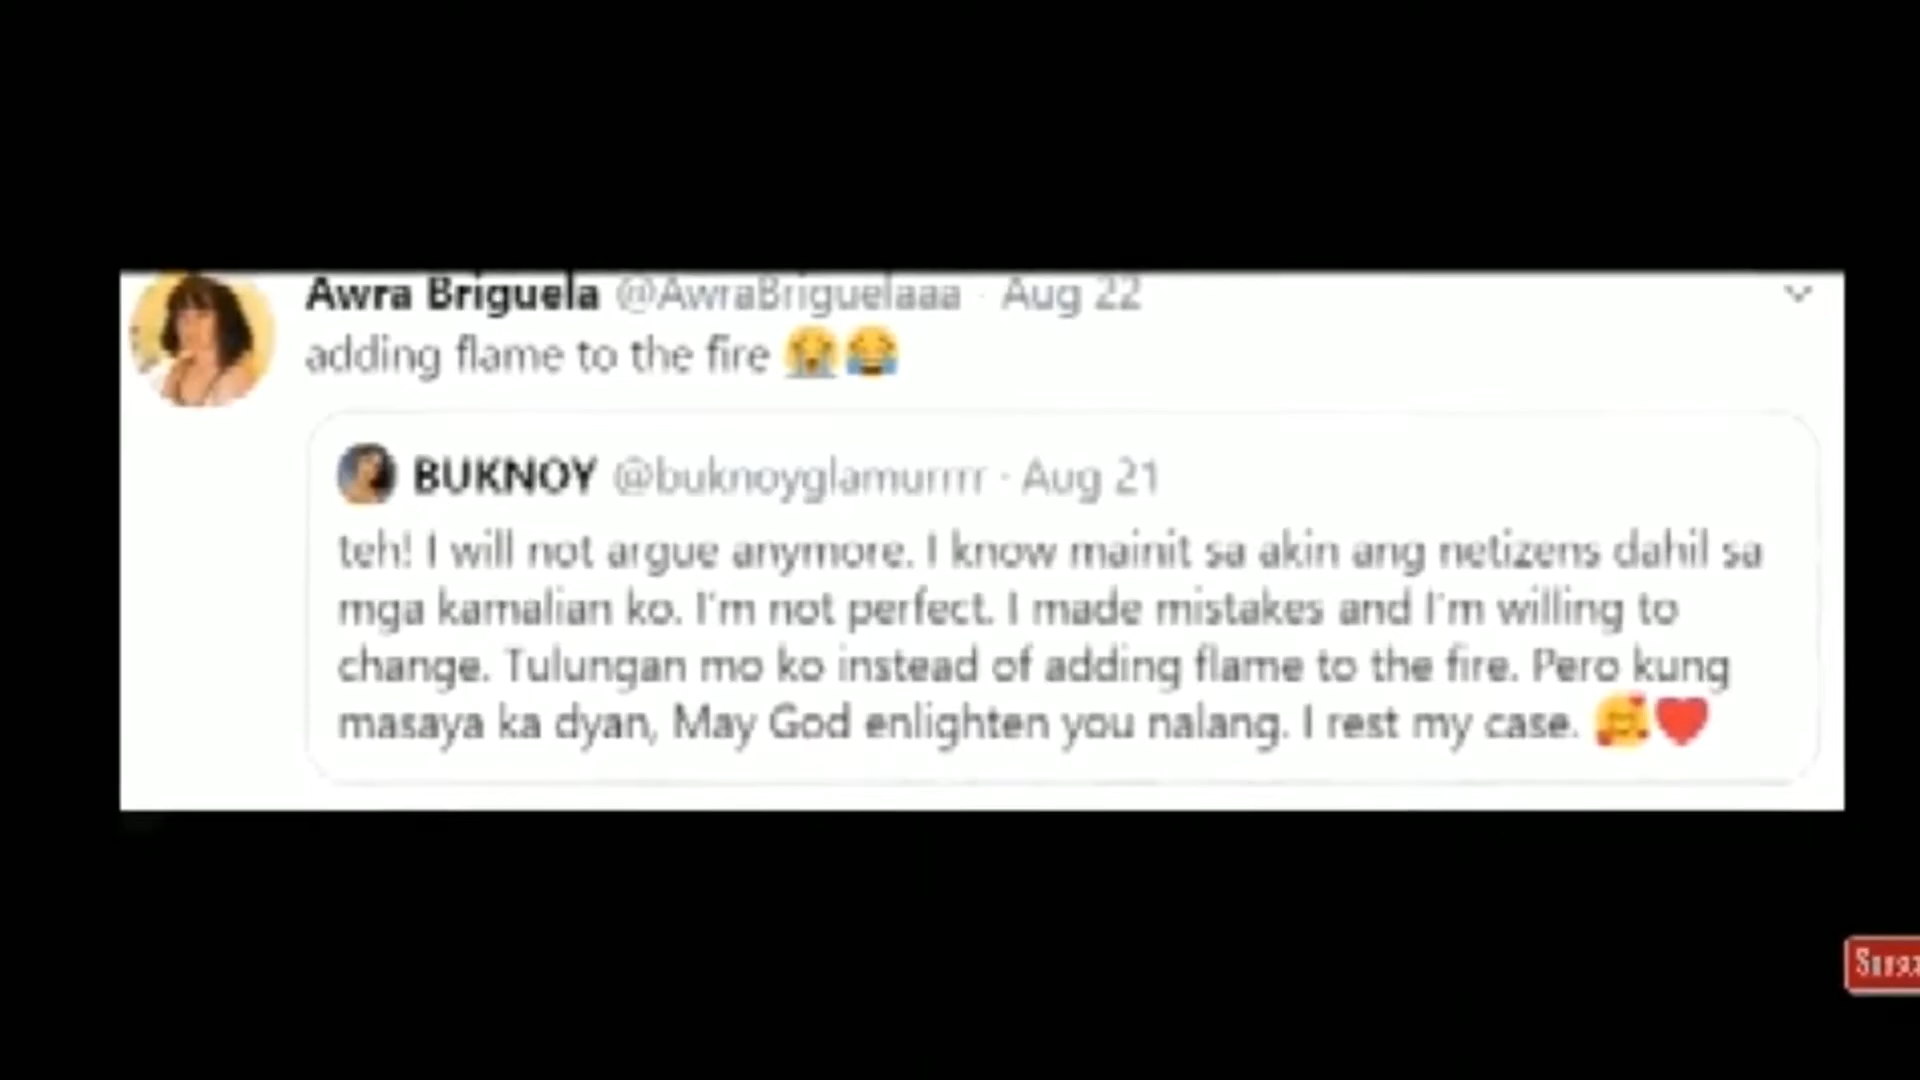 Awra Briguela @AwraBriguelaaa · Aug 22
adding flame to the fire 😭😂
BUKNOY @buknoyglamurrrr · Aug 21
teh! I will not argue anymore. I know mainit sa akin ang netizens dahil sa
mga kamalian ko. I'm not perfect. I made mistakes and I'm willing to
change. Tulungan mo ko instead of adding flame to the fire. Pero kung
masaya ka dyan, May God enlighten you nalang. I rest my case. 🥰❤️